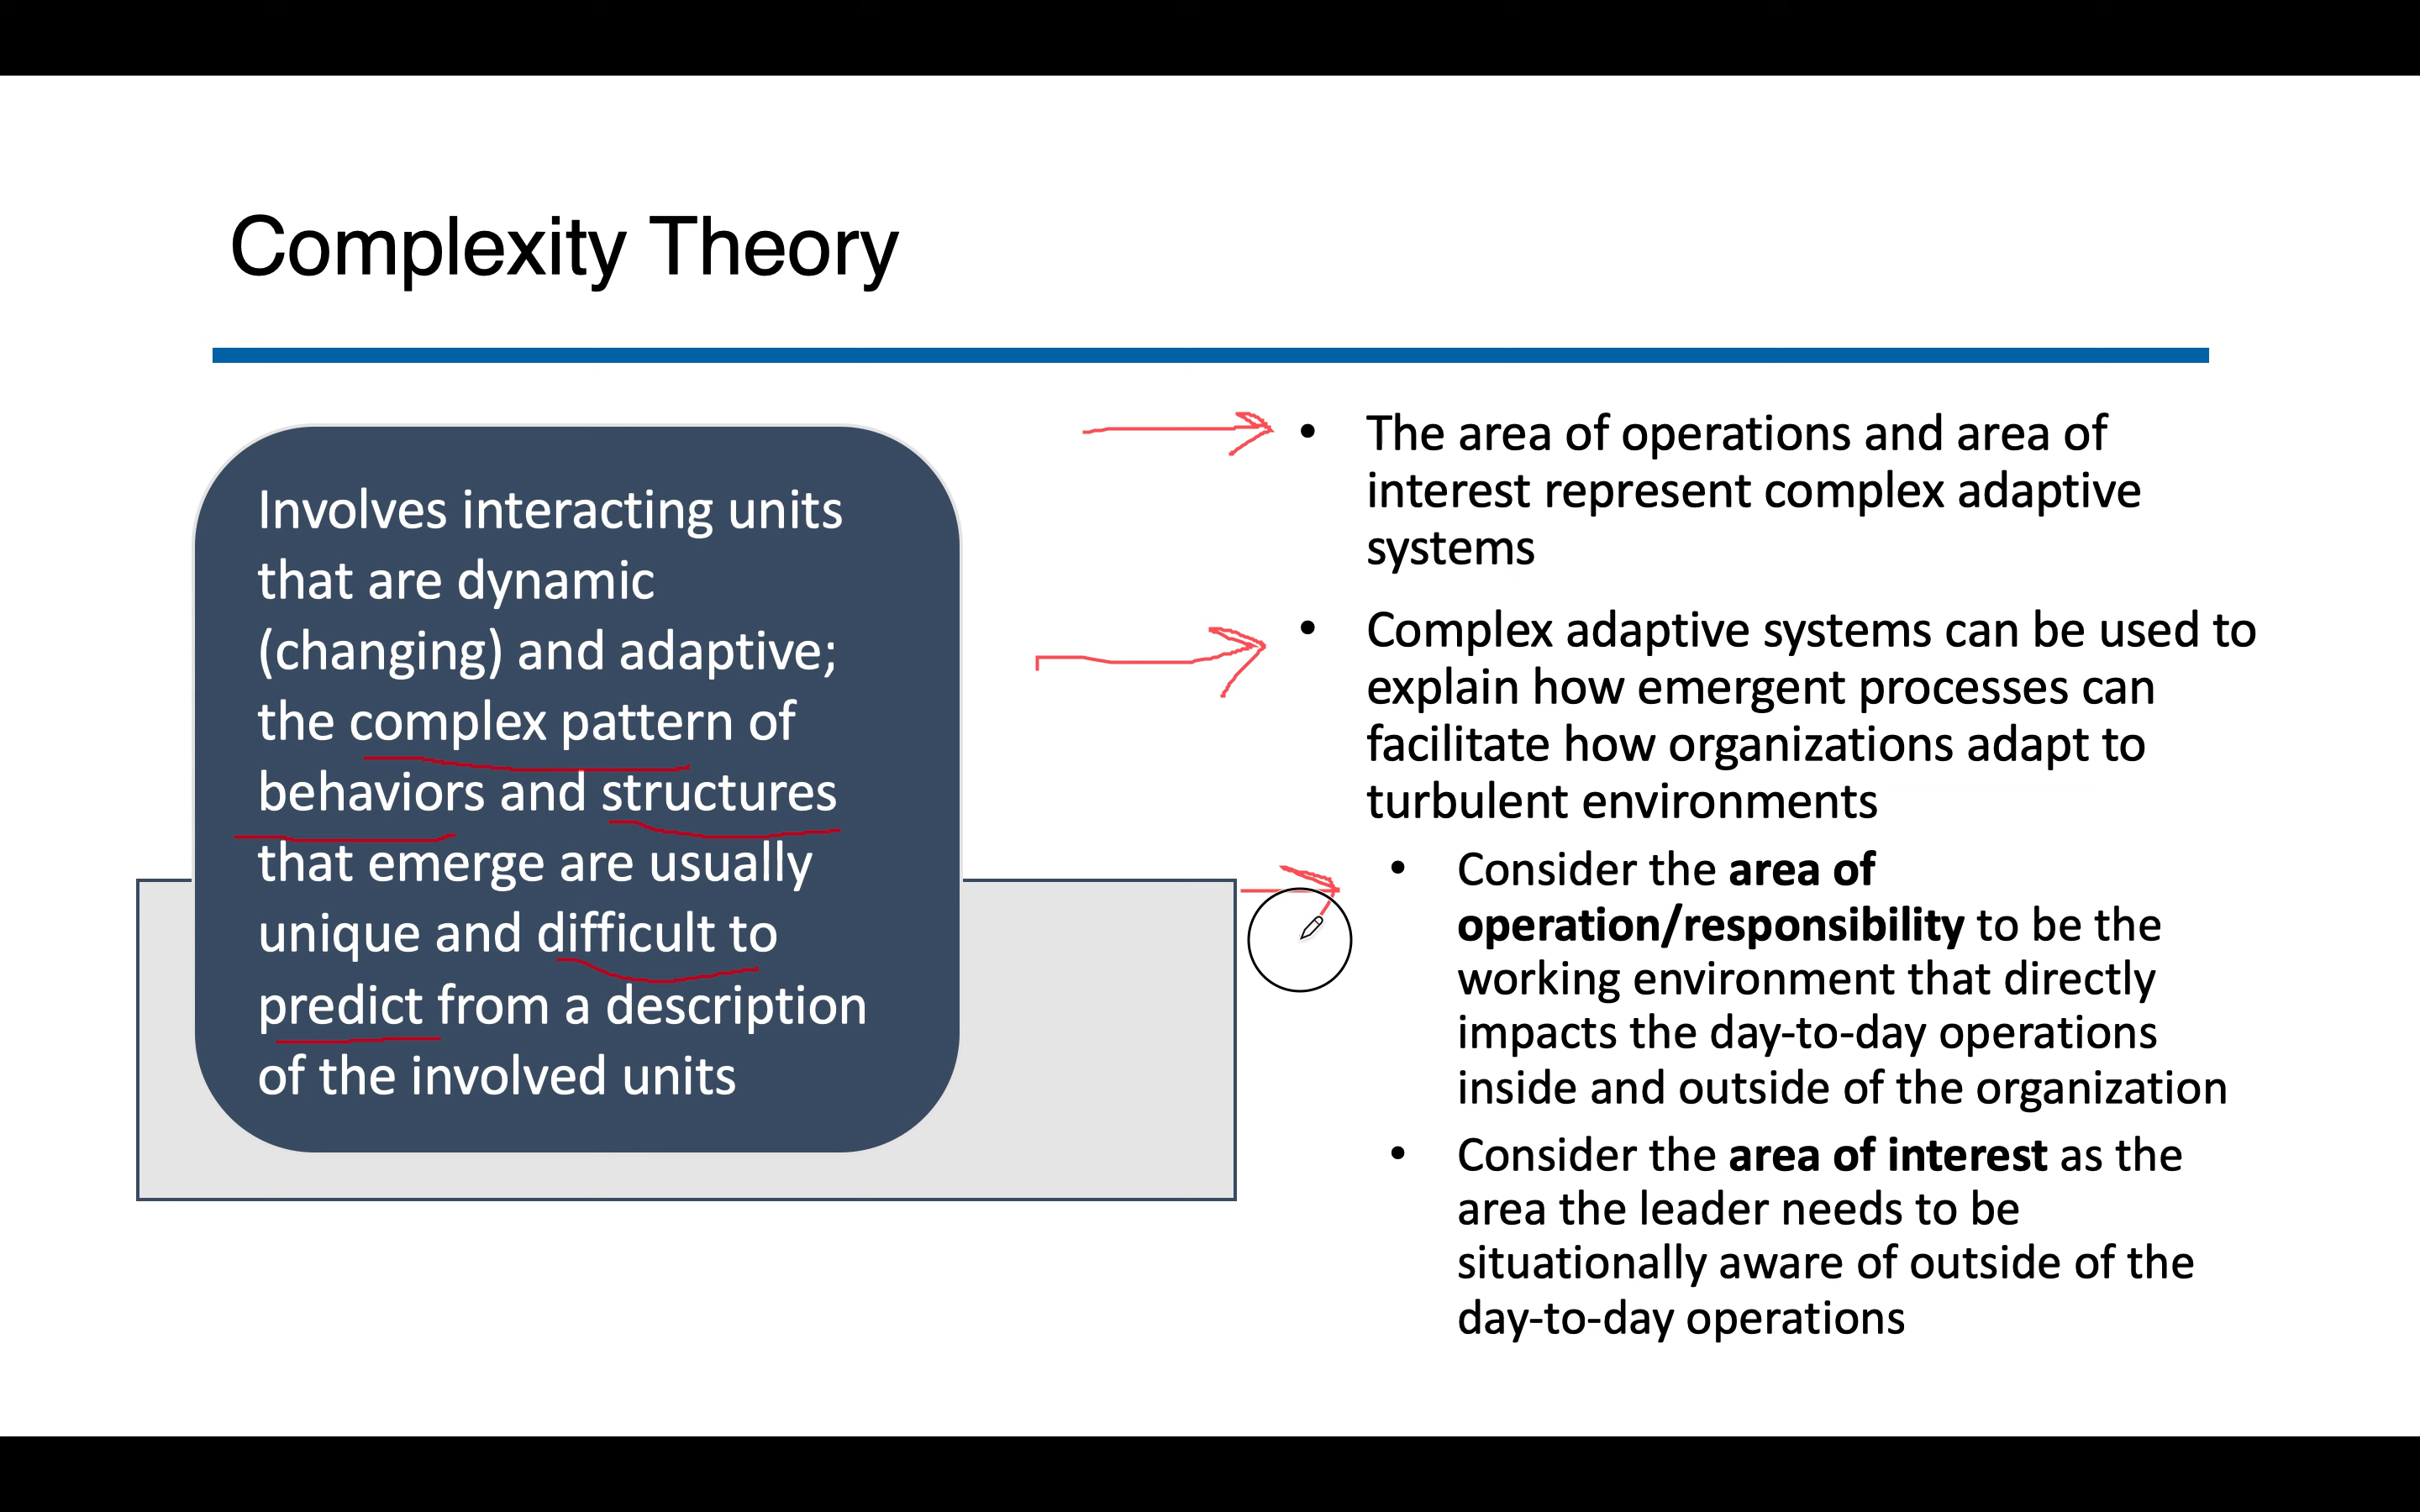 Complexity Theory
Involves interacting units
that are dynamic
(changing) and adaptive;
the complex pattern of
behaviors and structures
that emerge are usually
unique and difficult to
predict from a description
of the involved units
• The area of operations and area of
interest represent complex adaptive
systems
• Complex adaptive systems can be used to
explain how emergent processes can
facilitate how organizations adapt to
turbulent environments
• Consider the area of
operation/responsibility to be the
working environment that directly
impacts the day-to-day operations
inside and outside of the organization
• Consider the area of interest as the
area the leader needs to be
situationally aware of outside of the
day-to-day operations